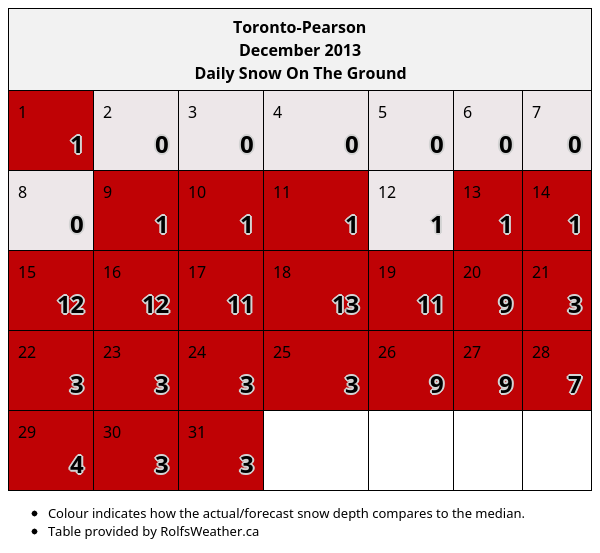 Toronto-Pearson
December 2013
Daily Snow On The Ground
1 2 3 4 5 6 7
1 0 0 0 0 0 0
8 9 10 11 12 13 14
0 1 1 1 1 1 1
15 16 17 18 19 20 21
12 12 11 13 11 9 3
22 23 24 25 26 27 28
3 3 3 3 9 9 7
29 30 31
4 3 3
• Colour indicates how the actual/forecast snow depth compares to the median.
• Table provided by RolfsWeather.ca